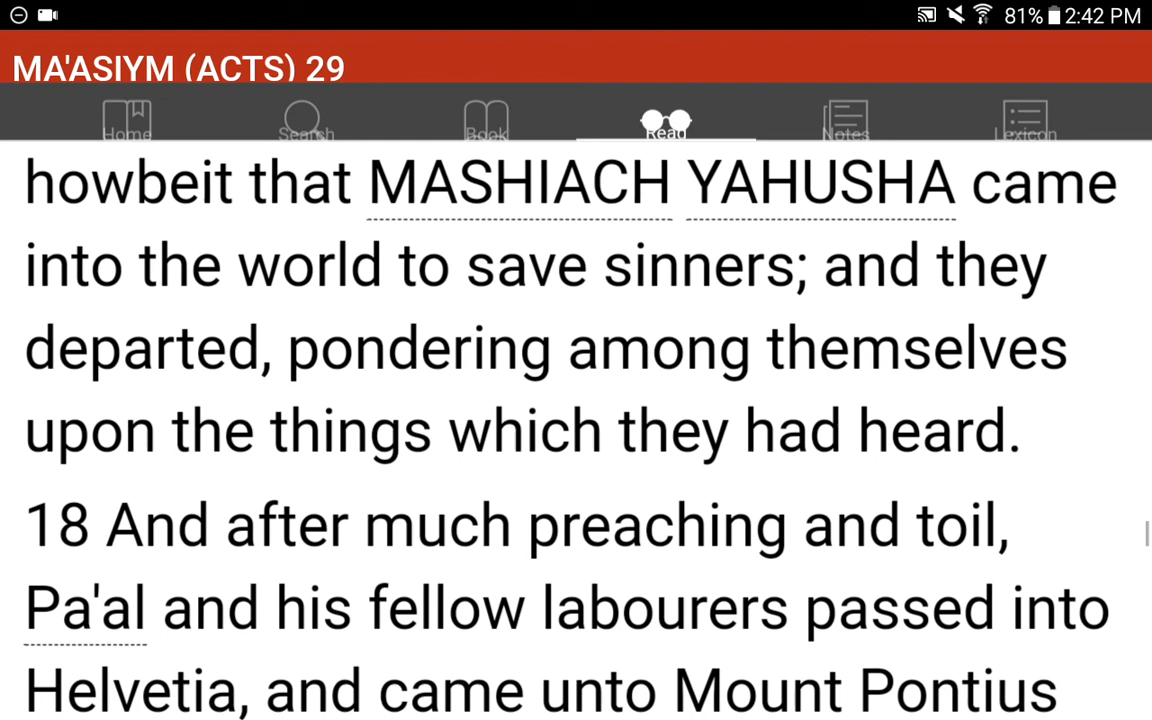 81% 2:42 PM
MA'ASIYM (ACTS) 29
Home Search Book Read Notes Lexicon
howbeit that MASHIACH YAHUSHA came
into the world to save sinners; and they
departed, pondering among themselves
upon the things which they had heard.
18 And after much preaching and toil,
Pa'al and his fellow labourers passed into
Helvetia, and came unto Mount Pontius